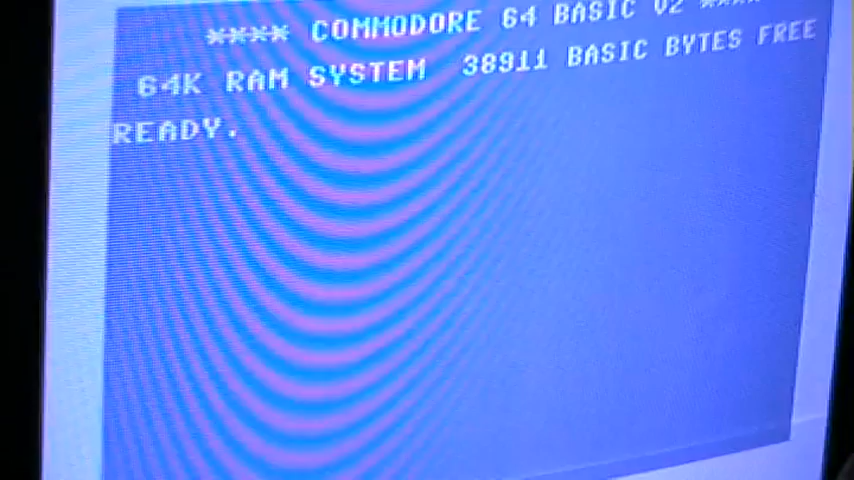 **** COMMODORE 64 BASIC V2 ****
64K RAM SYSTEM 38911 BASIC BYTES FREE
READY.